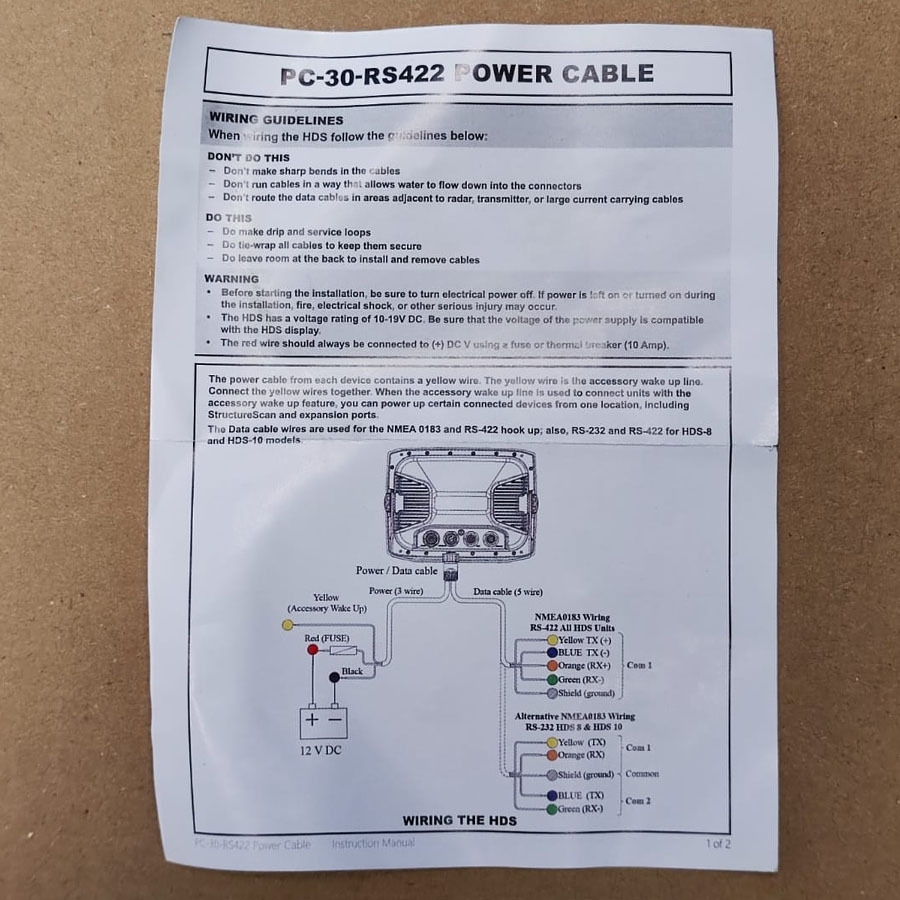 PC-30-RS422 POWER CABLE
WIRING GUIDELINES
When wiring the HDS follow the guidelines below:
DON'T DO THIS
– Don't make sharp bends in the cables
– Don't run cables in a way that allows water to flow down into the connectors
– Don't route the data cables in areas adjacent to radar, transmitter, or large current carrying cables
DO THIS
– Do make drip and service loops
– Do tie-wrap all cables to keep them secure
– Do leave room at the back to install and remove cables
WARNING
• Before starting the installation, be sure to turn electrical power off. If power is left on or turned on during
the installation, fire, electrical shock, or other serious injury may occur.
• The HDS has a voltage rating of 10-19V DC. Be sure that the voltage of the power supply is compatible
with the HDS display.
• The red wire should always be connected to (+) DC V using a fuse or thermal breaker (10 Amp).
The power cable from each device contains a yellow wire. The yellow wire is the accessory wake up line.
Connect the yellow wires together. When the accessory wake up line is used to connect units with the
accessory wake up feature, you can power up certain connected devices from one location, including
StructureScan and expansion ports.
The Data cable wires are used for the NMEA 0183 and RS-422 hook up; also, RS-232 and RS-422 for HDS-8
and HDS-10 models.
Power / Data cable
Power (3 wire)
Data cable (5 wire)
Yellow
(Accessory Wake Up)
Red (FUSE)
Black
+ –
12 V DC
NMEA0183 Wiring
RS-422 All HDS Units
Yellow TX (+)
BLUE TX (-)
Orange (RX+)
Com 1
Green (RX-)
Shield (ground)
Alternative NMEA0183 Wiring
RS-232 HDS 8 & HDS 10
Yellow (TX)
Com 1
Orange (RX)
Shield (ground)
Common
BLUE (TX)
Com 2
Green (RX-)
WIRING THE HDS
PC-30-RS422 Power Cable Instruction Manual 1 of 2